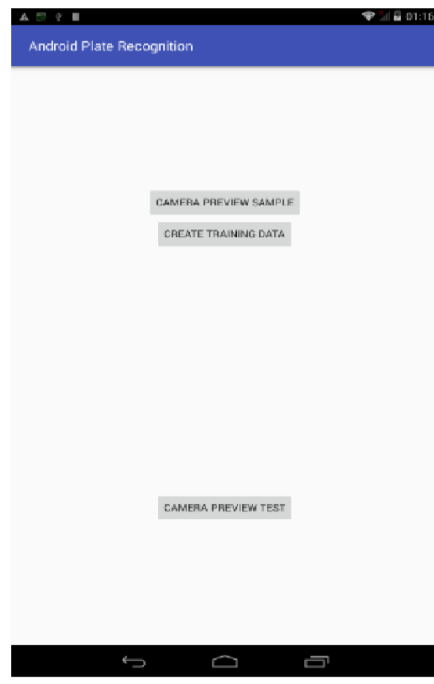 01:16
Android Plate Recognition
CAMERA PREVIEW SAMPLE
CREATE TRAINING DATA
CAMERA PREVIEW TEST